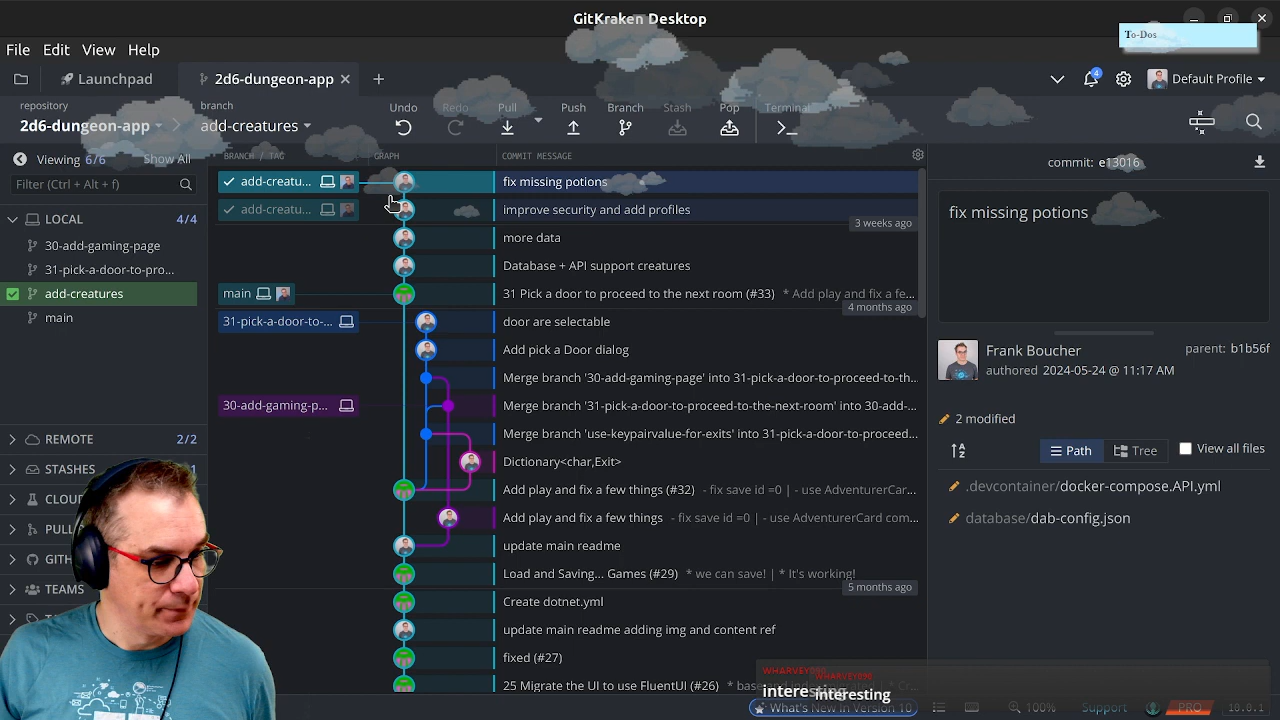 GitKraken Desktop
To-Dos
File Edit View Help
Launchpad
2d6-dungeon-app
4
Default Profile
repository
2d6-dungeon-app
branch
add-creatures
Undo
Redo
Pull
Push
Branch
Stash
Pop
Terminal
Viewing 6/6
Show All
Filter (Ctrl + Alt + f)
LOCAL 4/4
30-add-gaming-page
31-pick-a-door-to-pro...
add-creatures
main
REMOTE 2/2
STASHES 1
CLOU
PULL
GITH
TEAMS
BRANCH / TAG
GRAPH
COMMIT MESSAGE
add-creatu...
fix missing potions
add-creatu...
improve security and add profiles
3 weeks ago
more data
Database + API support creatures
main
31 Pick a door to proceed to the next room (#33) * Add play and fix a fe...
4 months ago
31-pick-a-door-to-...
door are selectable
Add pick a Door dialog
Merge branch '30-add-gaming-page' into 31-pick-a-door-to-proceed-to-th...
30-add-gaming-p...
Merge branch '31-pick-a-door-to-proceed-to-the-next-room' into 30-add-...
Merge branch 'use-keypairvalue-for-exits' into 31-pick-a-door-to-proceed...
Dictionary<char,Exit>
Add play and fix a few things (#32) - fix save id =0 | - use AdventurerCar...
Add play and fix a few things - fix save id =0 | - use AdventurerCard com...
update main readme
Load and Saving... Games (#29) * we can save! | * It's working!
5 months ago
Create dotnet.yml
update main readme adding img and content ref
fixed (#27)
25 Migrate the UI to use FluentUI (#26)
commit: e13016
fix missing potions
Frank Boucher
authored 2024-05-24 @ 11:17 AM
parent: b1b56f
2 modified
Path
Tree
View all files
.devcontainer/docker-compose.API.yml
database/dab-config.json
WHARVEY090
interesting
WHARVEY090
interesting
What's New in Version 10
100%
Support
PRO
10.0.1